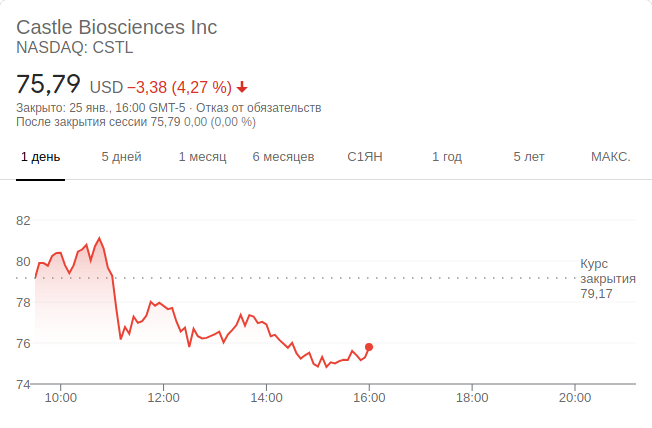 Castle Biosciences Inc
NASDAQ: CSTL
75,79 USD −3,38 (4,27 %)
Закрыто: 25 янв., 16:00 GMT-5 · Отказ от обязательств
После закрытия сессии 75,79 0,00 (0,00 %)
1 день 5 дней 1 месяц 6 месяцев С1ЯН 1 год 5 лет МАКС.
82
80
78
76
74
Курс
закрытия
79,17
10:00 12:00 14:00 16:00 18:00 20:00